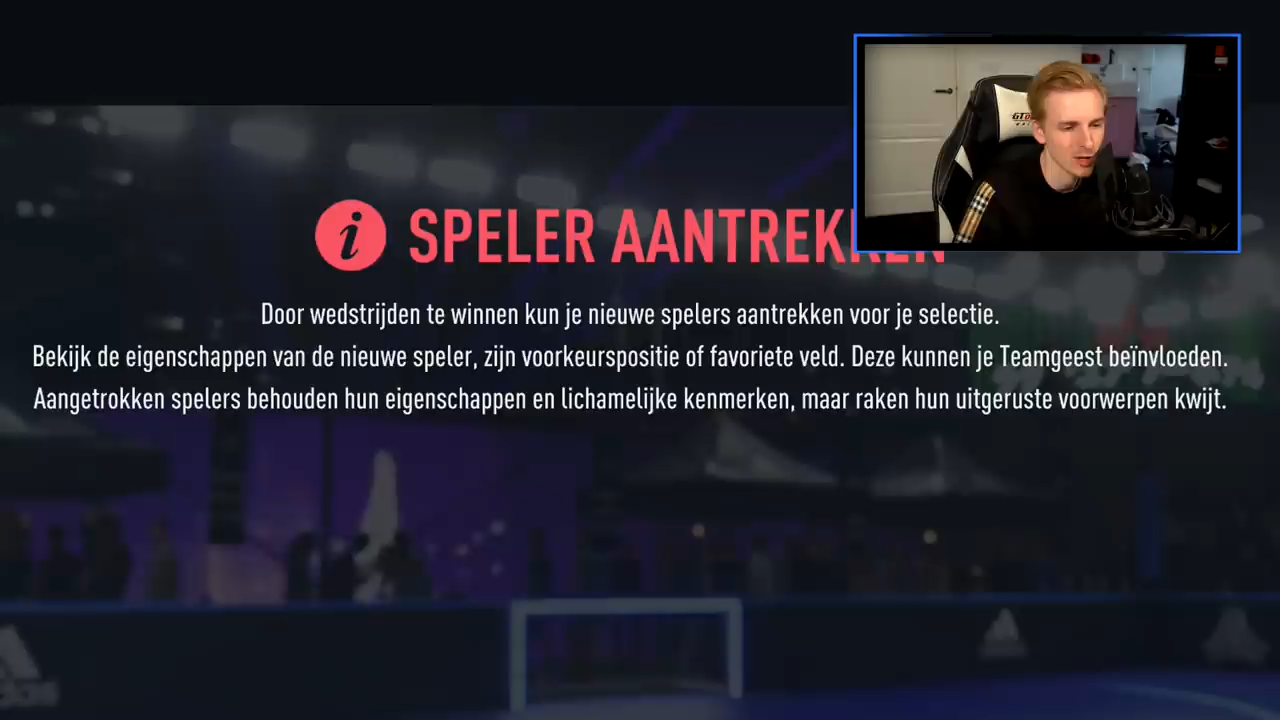 SPELER AANTREKKEN
Door wedstrijden te winnen kun je nieuwe spelers aantrekken voor je selectie.
Bekijk de eigenschappen van de nieuwe speler, zijn voorkeurspositie of favoriete veld. Deze kunnen je Teamgeest beïnvloeden.
Aangetrokken spelers behouden hun eigenschappen en lichamelijke kenmerken, maar raken hun uitgeruste voorwerpen kwijt.